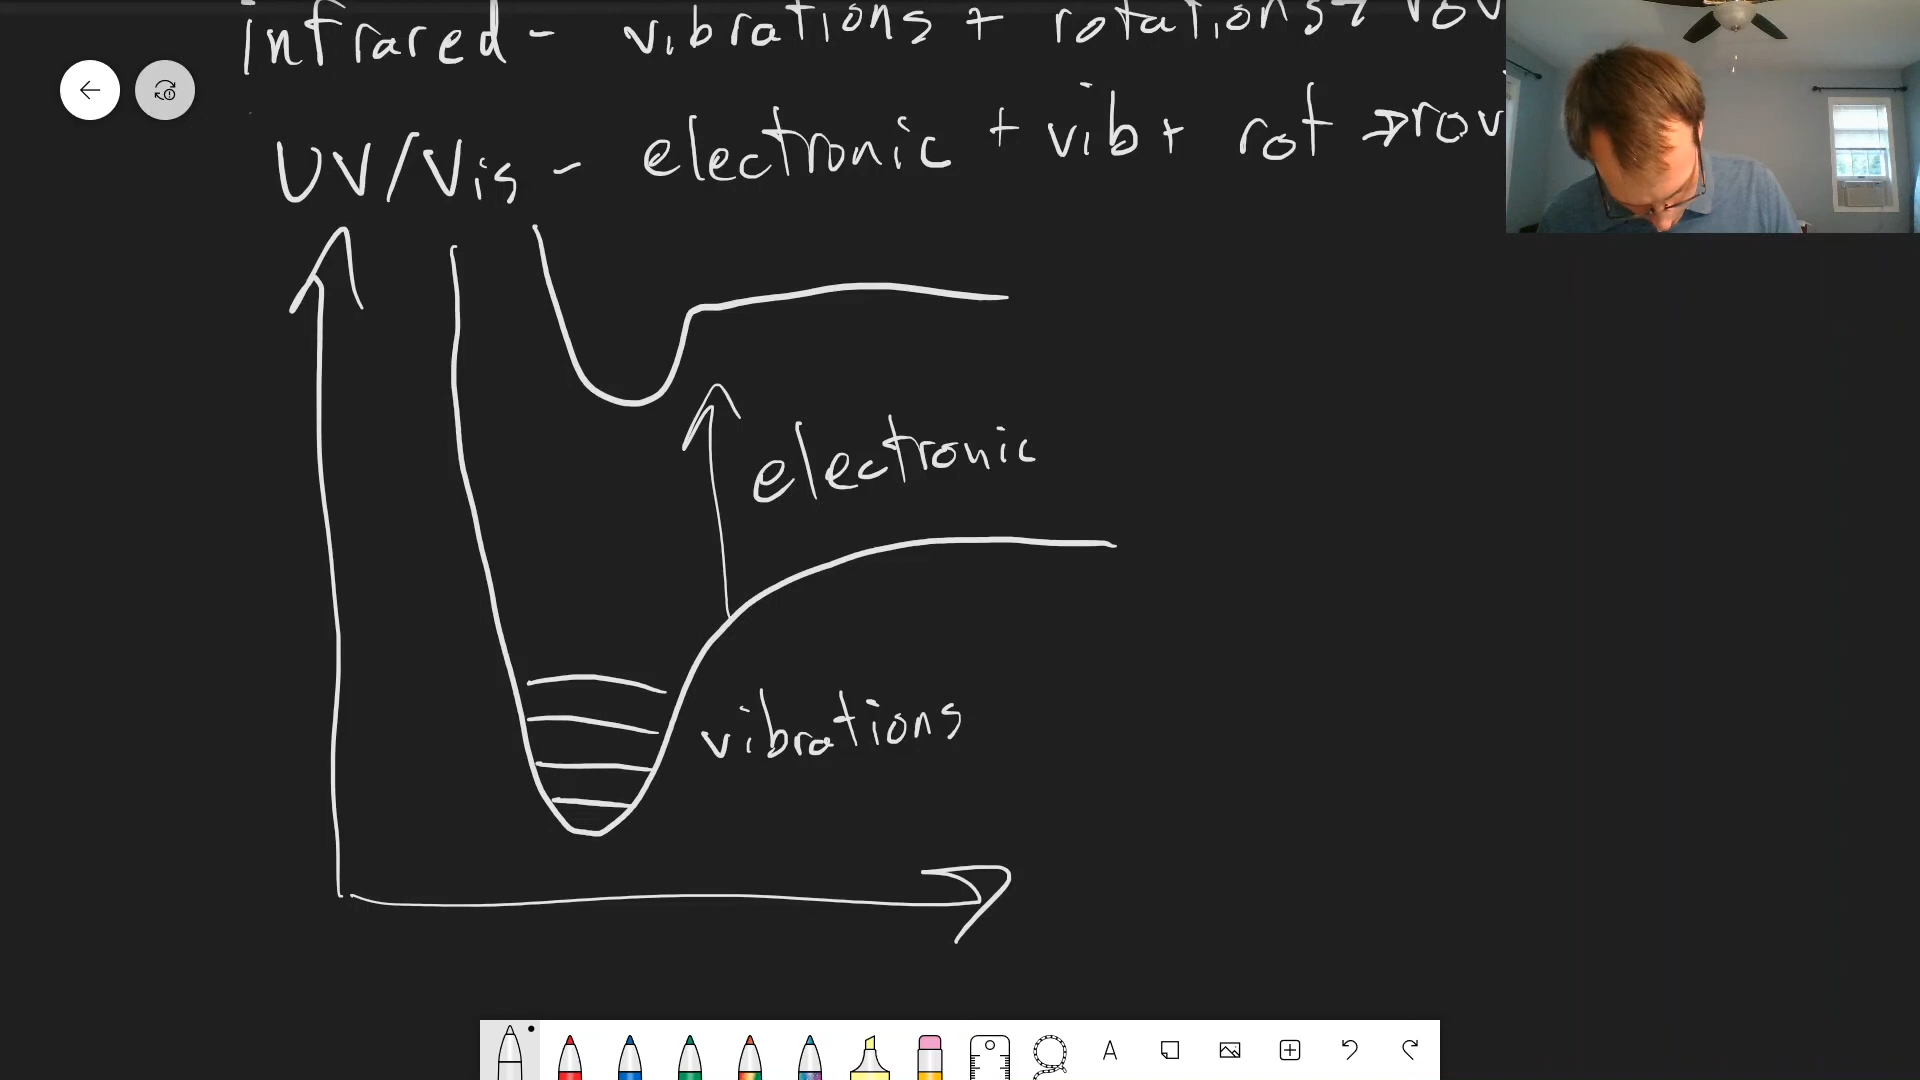 infrared - vibrations + rotations →
UV/Vis - electronic + vib + rot →
electronic
vibrations
A